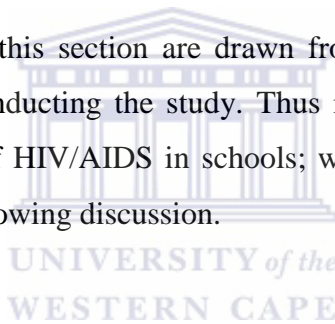 this section are drawn fro
nducting the study. Thus
f HIV/AIDS in schools; w
owing discussion.
UNIVERSITY of the
WESTERN CAPE